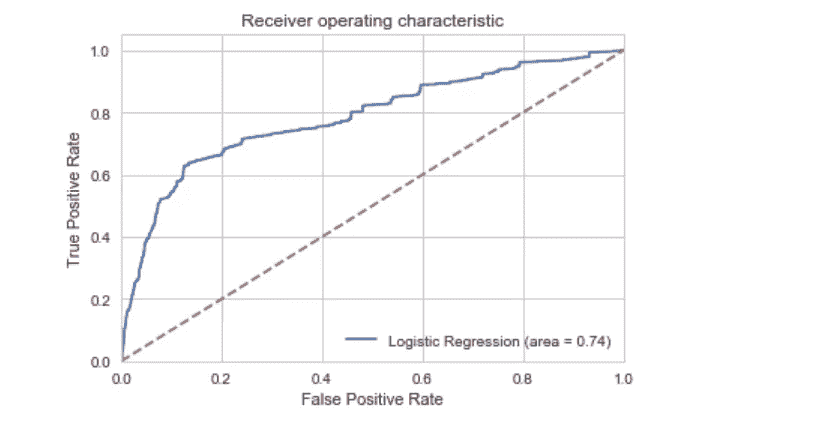 Receiver operating characteristic
1.0
0.8
0.6
0.4
0.2
0.0
True Positive Rate
Logistic Regression (area = 0.74)
0.0 0.2 0.4 0.6 0.8 1.0
False Positive Rate